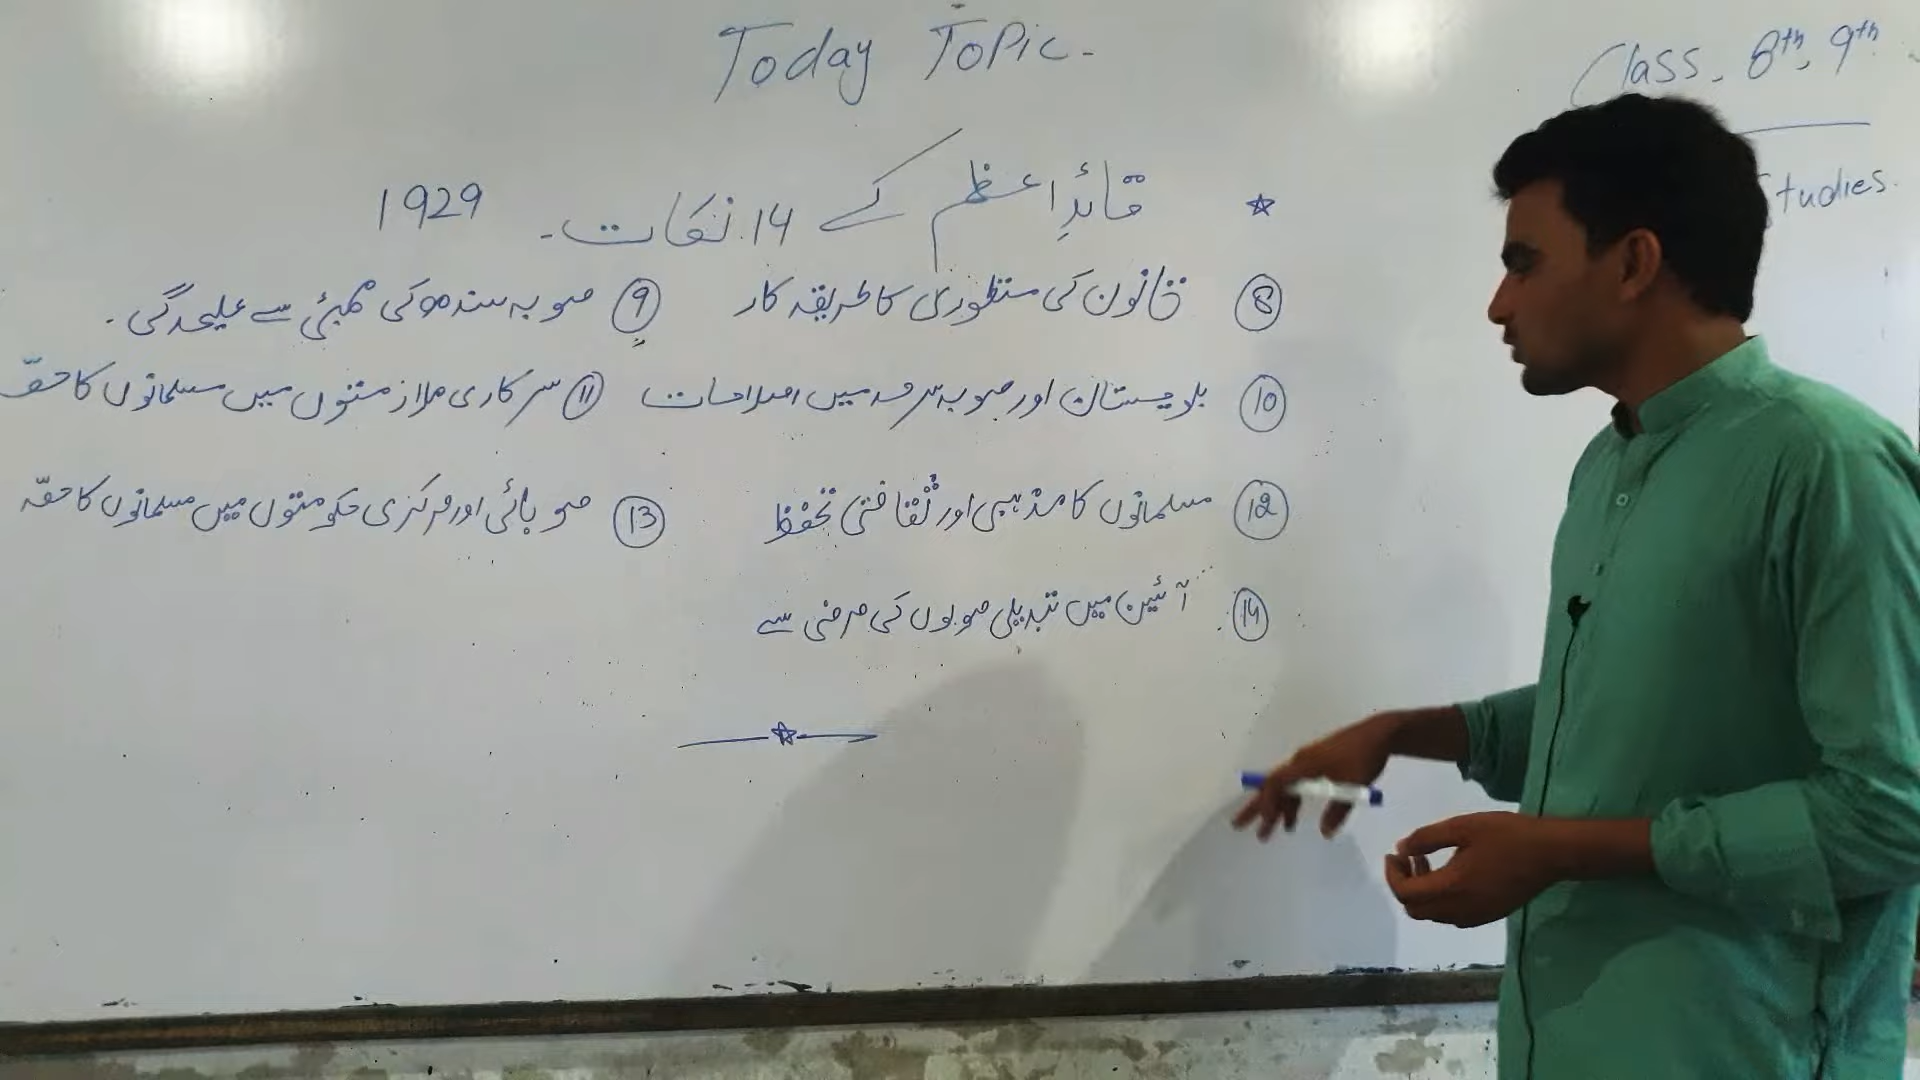 Today Topic.
Class. 8th, 9th
Studies.
☆ قائدِاعظم کے 14 نکات۔ 1929
⑧ قانون کی منظوری کا طریقہ کار ⑨ صوبہ سندھ کی ممبئی سے علیحدگی۔
⑩ بلوچستان اور صوبہ سرحد میں اصلاحات ⑪ سرکاری ملازمتوں میں مسلمانوں کا حق
⑫ مسلمانوں کا مذہبی اور ثقافتی تحفظ ⑬ صوبائی اور مرکزی حکومتوں میں مسلمانوں کا حصّہ
⑭ آئین میں تبدیلی صوبوں کی مرضی سے